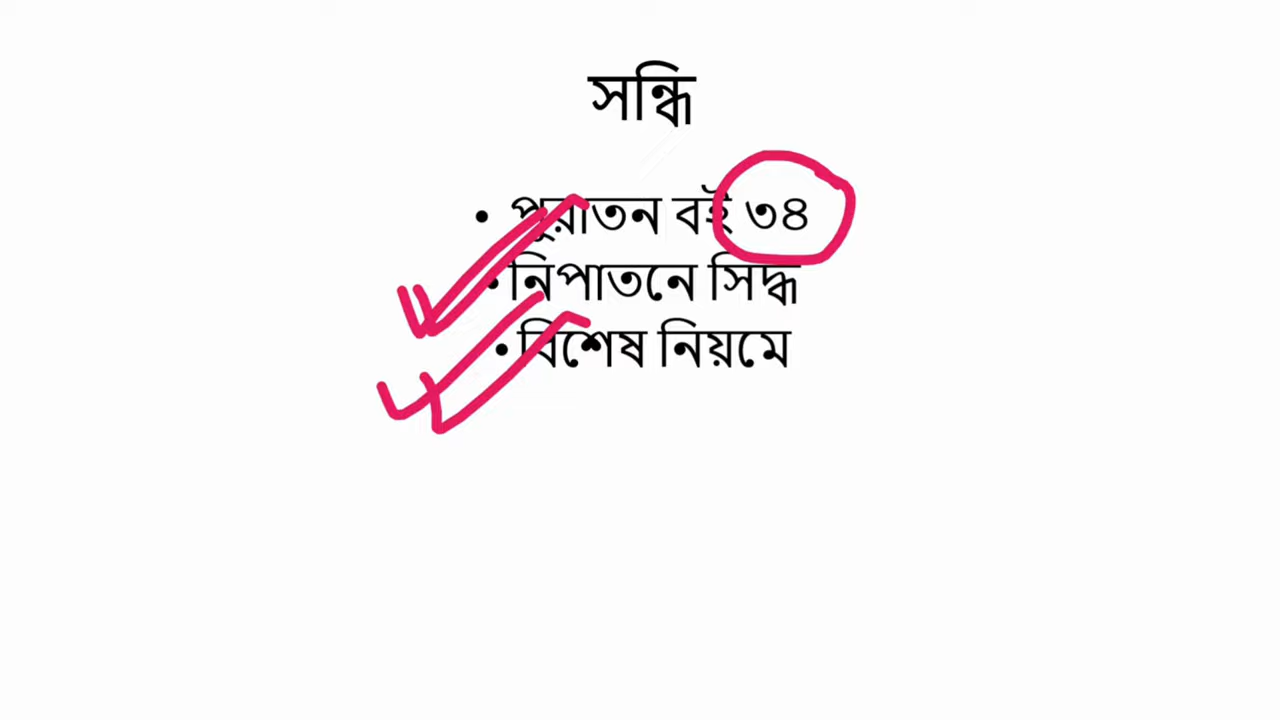 সন্ধি
• পুরাতন বই ৩৪
• নিপাতনে সিদ্ধ
• বিশেষ নিয়মে